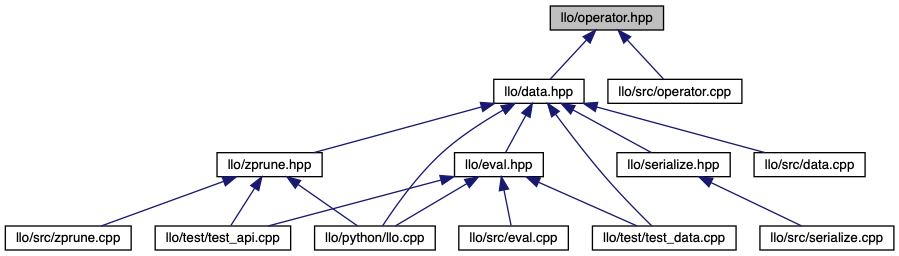 llo/operator.hpp
llo/data.hpp
llo/src/operator.cpp
llo/zprune.hpp
llo/eval.hpp
llo/serialize.hpp
llo/src/data.cpp
llo/src/zprune.cpp
llo/test/test_api.cpp
llo/python/llo.cpp
llo/src/eval.cpp
llo/test/test_data.cpp
llo/src/serialize.cpp